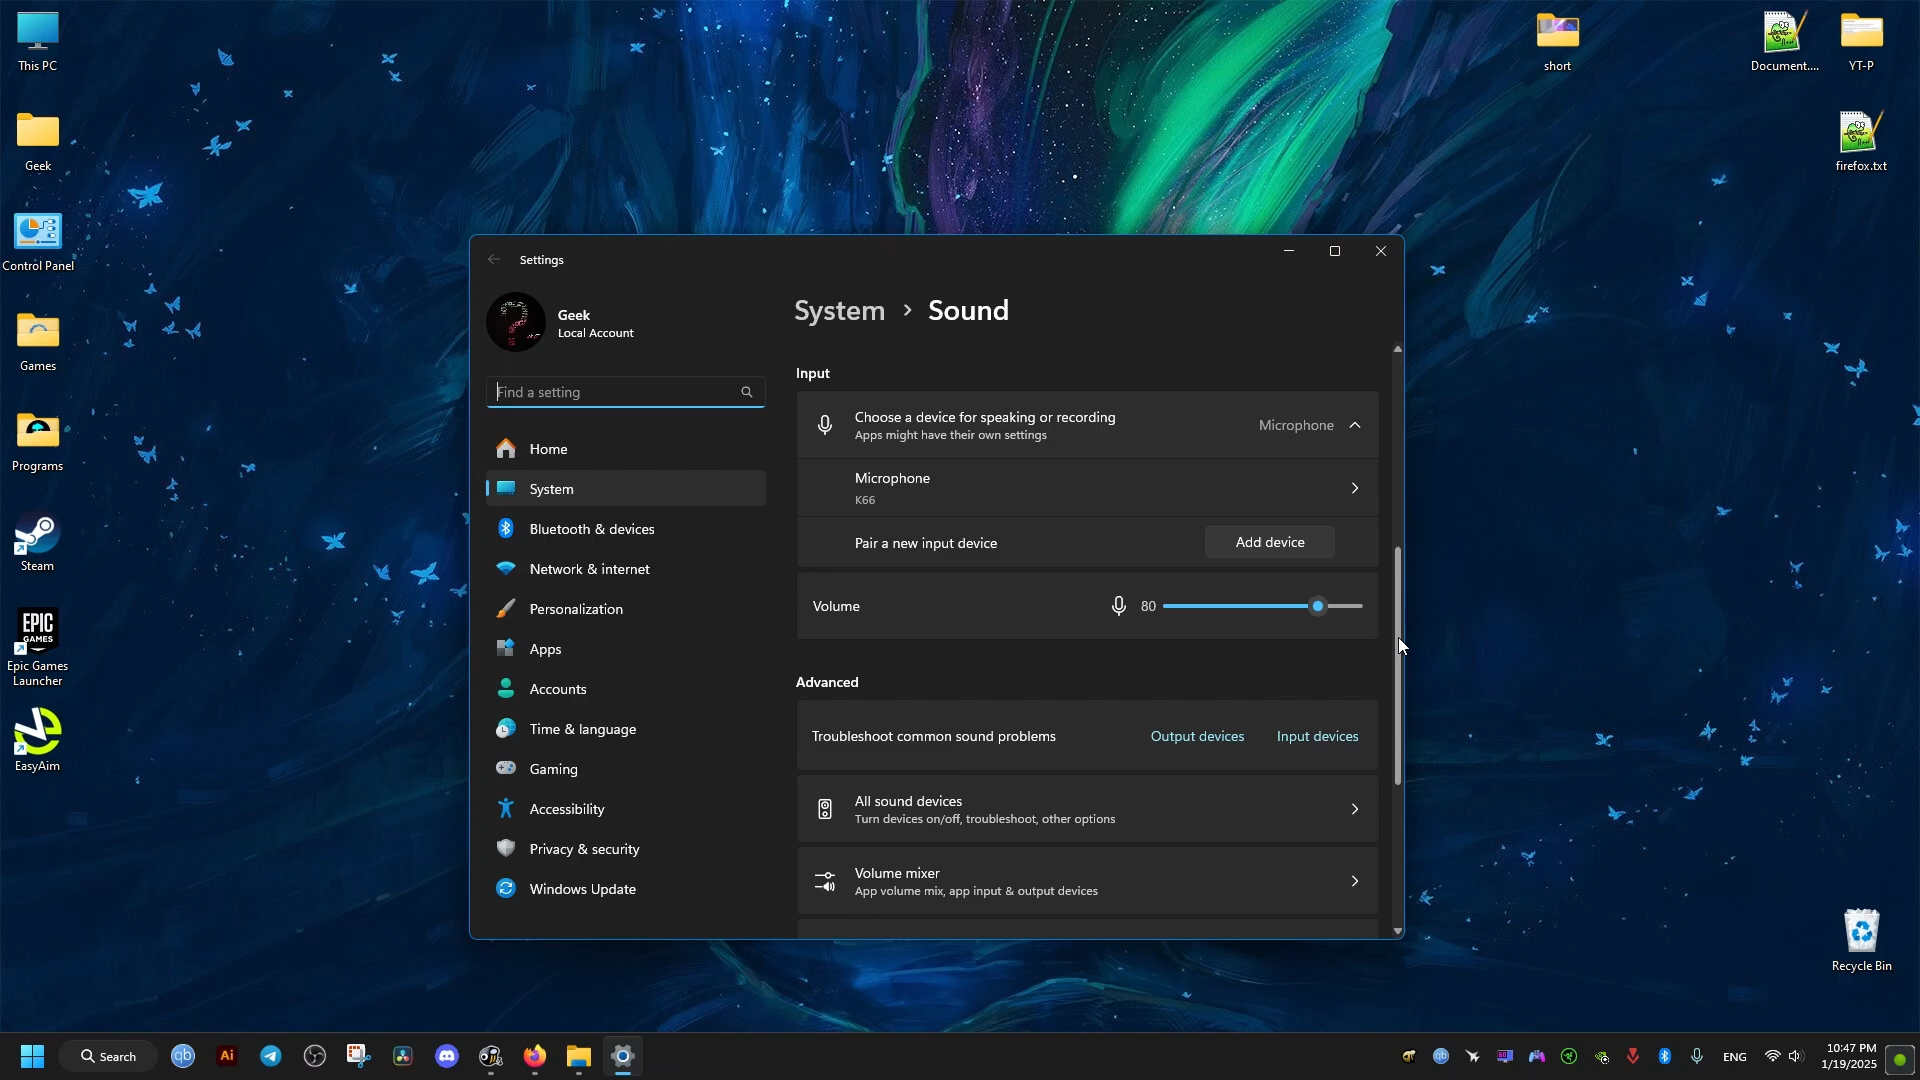 This PC
Geek
Control Panel
Games
Programs
Steam
EPIC
GAMES
Epic Games
Launcher
EasyAim
short
Document....
YT-P
firefox.txt
Recycle Bin
Settings
Geek
Local Account
Find a setting
Home
System
Bluetooth & devices
Network & internet
Personalization
Apps
Accounts
Time & language
Gaming
Accessibility
Privacy & security
Windows Update
System > Sound
Input
Choose a device for speaking or recording
Apps might have their own settings
Microphone
Microphone
K66
Pair a new input device
Add device
Volume
80
Advanced
Troubleshoot common sound problems
Output devices
Input devices
All sound devices
Turn devices on/off, troubleshoot, other options
Volume mixer
App volume mix, app input & output devices
Search
qb
Ai
qb
ENG
10:47 PM
1/19/2025